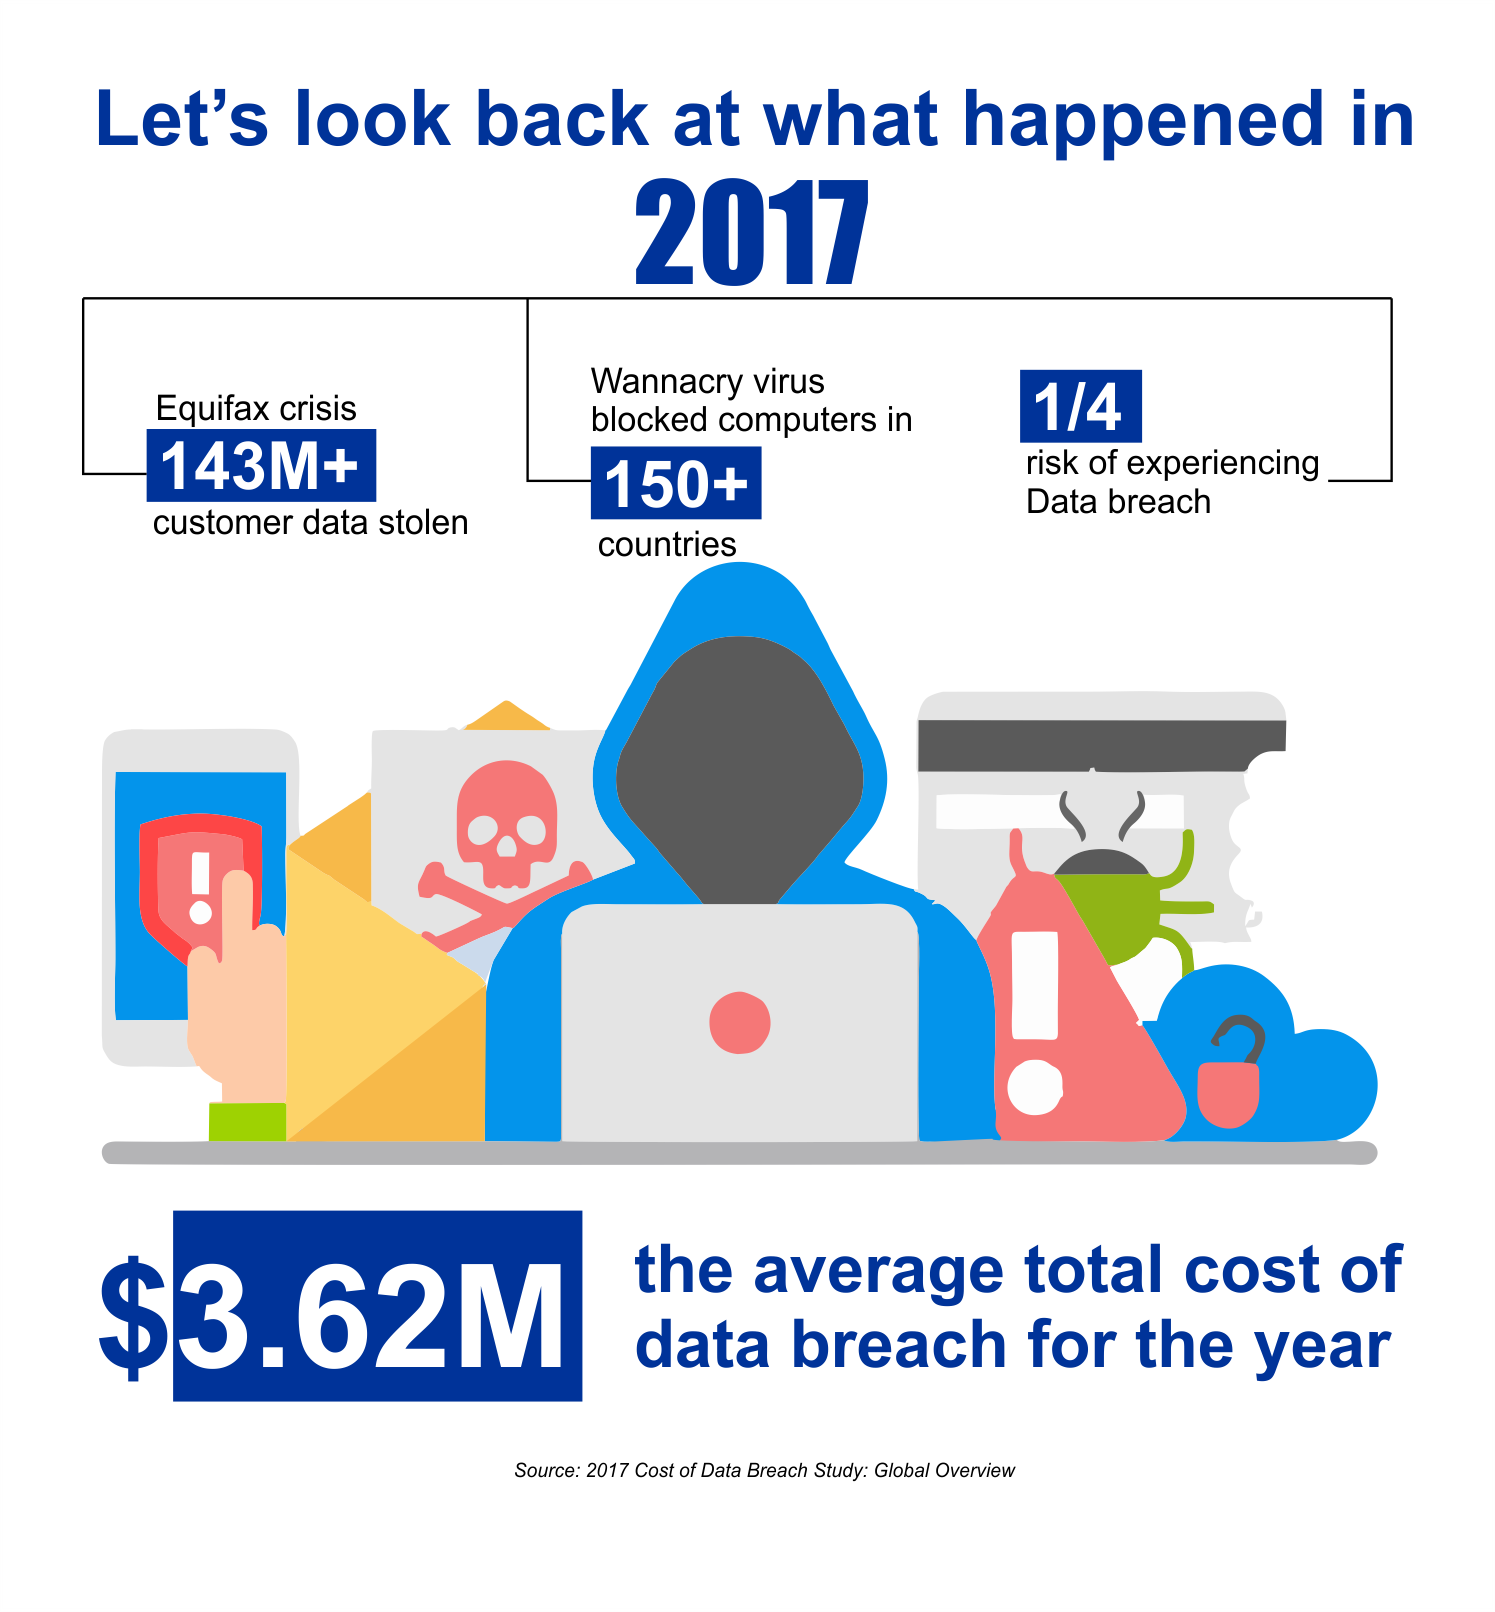 Let’s look back at what happened in
2017
Equifax crisis
143M+
customer data stolen
Wannacry virus
blocked computers in
150+
countries
1/4
risk of experiencing
Data breach
$3.62M
the average total cost of
data breach for the year
Source: 2017 Cost of Data Breach Study: Global Overview